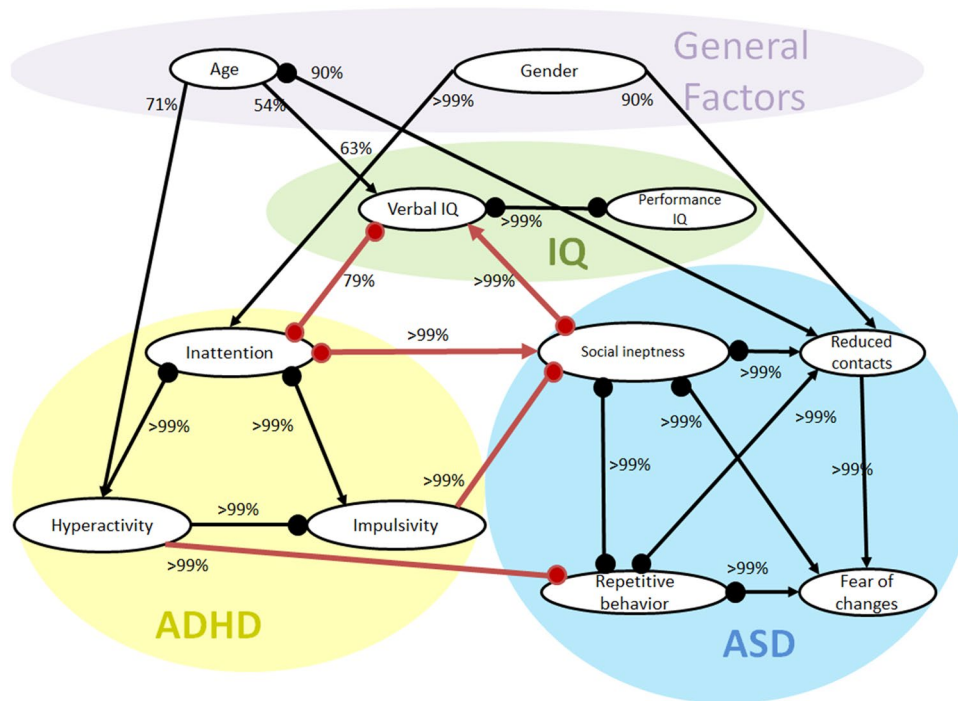 General
Factors
Age
90%
Gender
71%
54%
>99%
90%
63%
Verbal IQ
Performance
IQ
>99%
IQ
79%
>99%
Inattention
>99%
Social ineptness
Reduced
contacts
>99%
>99%
>99%
>99%
>99%
>99%
>99%
>99%
Hyperactivity
>99%
Impulsivity
>99%
>99%
Repetitive
behavior
Fear of
changes
ADHD
ASD